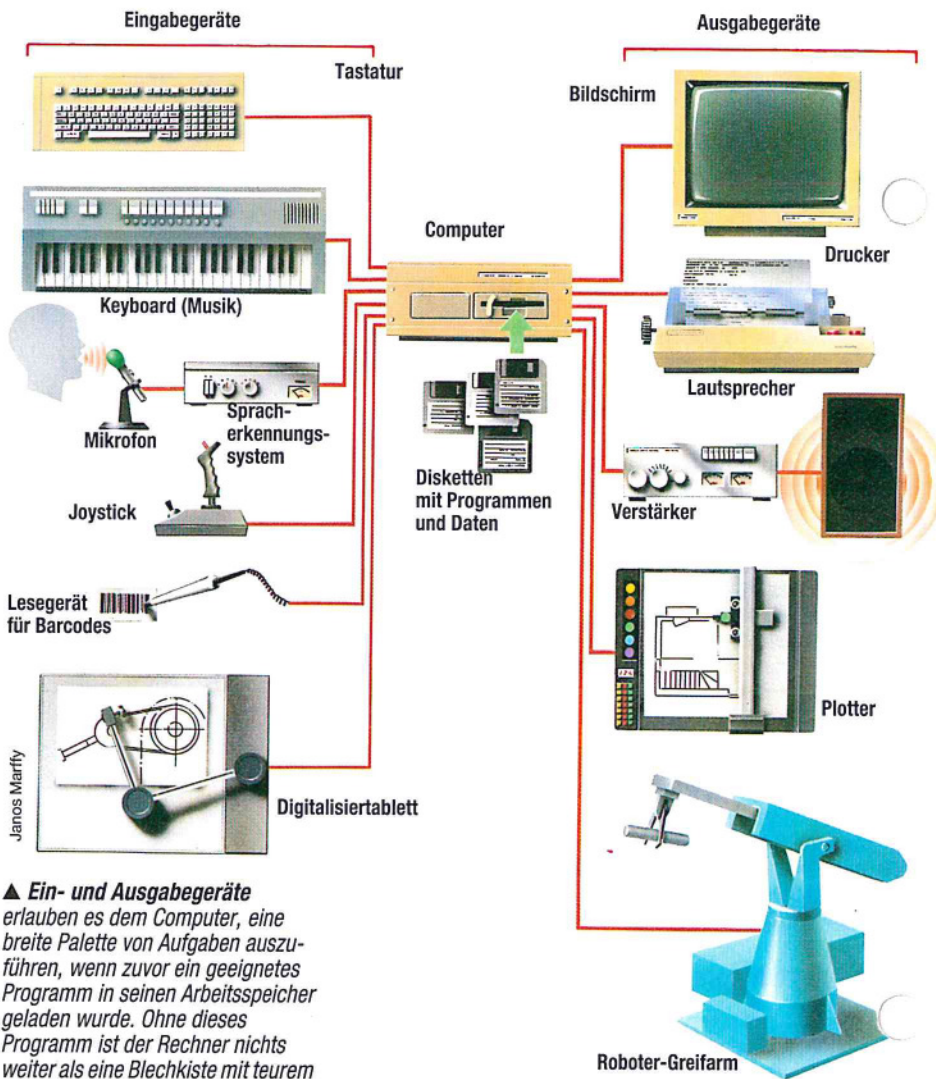 Eingabegeräte
Ausgabegeräte
Tastatur
Bildschirm
Computer
Drucker
Keyboard (Musik)
Lautsprecher
Mikrofon
Sprach-
erkennungs-
system
Disketten
mit Programmen
und Daten
Verstärker
Joystick
Lesegerät
für Barcodes
Plotter
Digitalisiertablett
Janos Marffy
▲ Ein- und Ausgabegeräte
erlauben es dem Computer, eine
breite Palette von Aufgaben auszu-
führen, wenn zuvor ein geeignetes
Programm in seinen Arbeitsspeicher
geladen wurde. Ohne dieses
Programm ist der Rechner nichts
weiter als eine Blechkiste mit teurem
Roboter-Greifarm